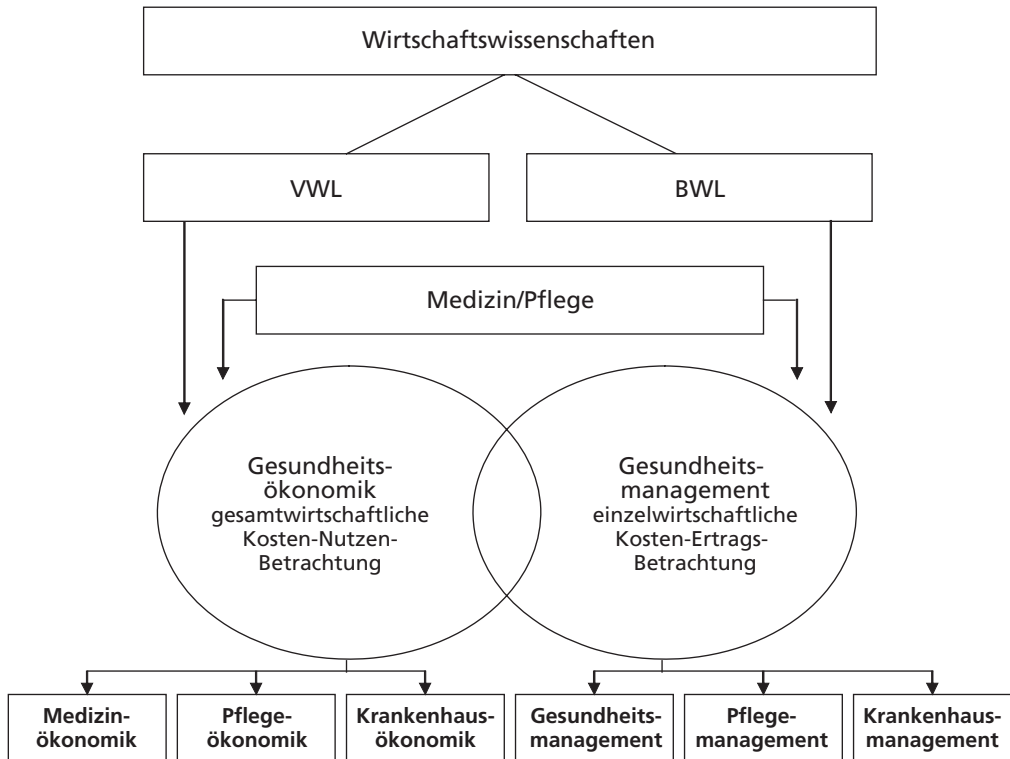 Wirtschaftswissenschaften
VWL
BWL
Medizin/Pflege
Gesundheits-
ökonomik
gesamtwirtschaftliche
Kosten-Nutzen-
Betrachtung
Gesundheits-
management
einzelwirtschaftliche
Kosten-Ertrags-
Betrachtung
Medizin-
ökonomik
Pflege-
ökonomik
Krankenhaus-
ökonomik
Gesundheits-
management
Pflege-
management
Krankenhaus-
management